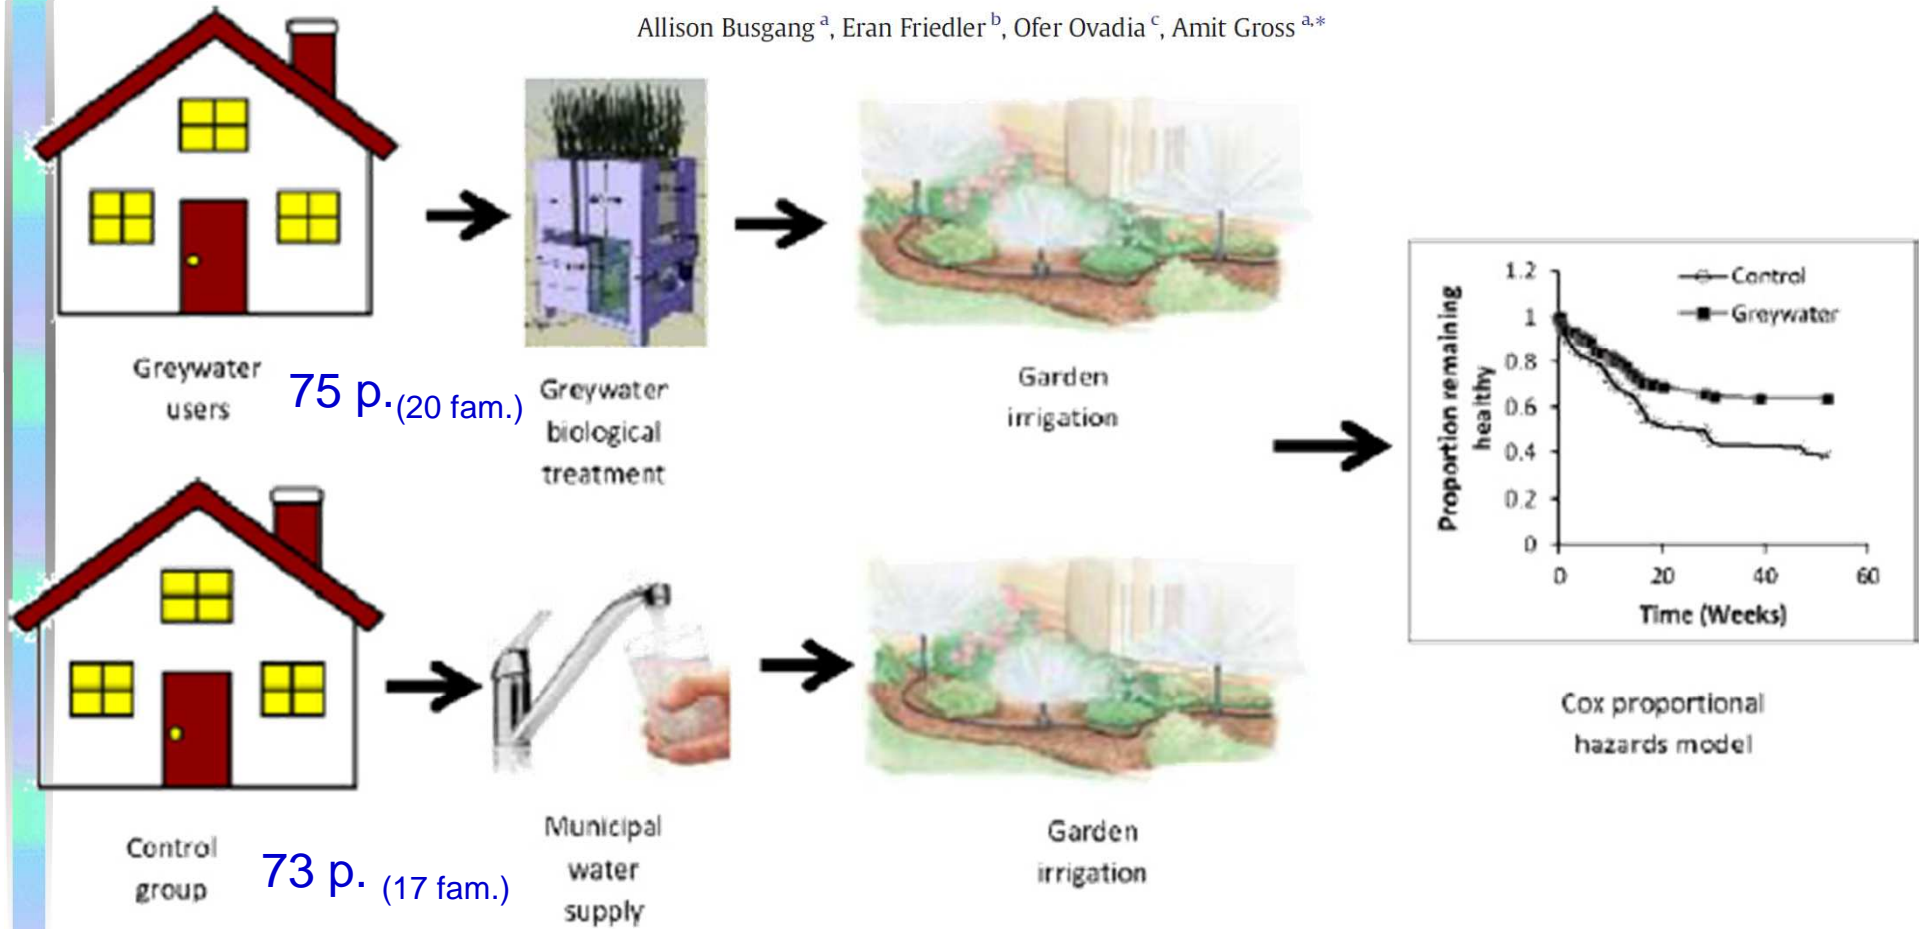 Allison Busgang a, Eran Friedler b, Ofer Ovadia c, Amit Gross a,*
Greywater
users
75 p. (20 fam.)
Greywater
biological
treatment
Garden
irrigation
Control
Greywater
Proportion remaining
healthy
1.2
1
0.8
0.6
0.4
0.2
0
0
20
40
60
Time (Weeks)
Cox proportional
hazards model
Control
group
73 p. (17 fam.)
Municipal
water
supply
Garden
irrigation